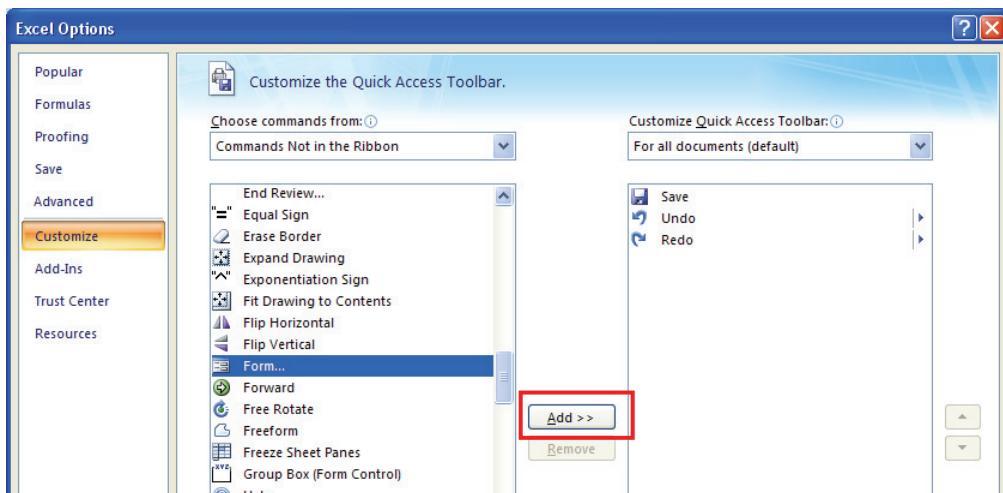 Excel Options
Popular
Formulas
Proofing
Save
Advanced
Customize
Add-Ins
Trust Center
Resources
Customize the Quick Access Toolbar.
Choose commands from:
Commands Not in the Ribbon
End Review...
"=" Equal Sign
Erase Border
Expand Drawing
"^" Exponentiation Sign
Fit Drawing to Contents
Flip Horizontal
Flip Vertical
Form...
Forward
Free Rotate
Freeform
Freeze Sheet Panes
Group Box (Form Control)
Add >>
Remove
Customize Quick Access Toolbar:
For all documents (default)
Save
Undo
Redo